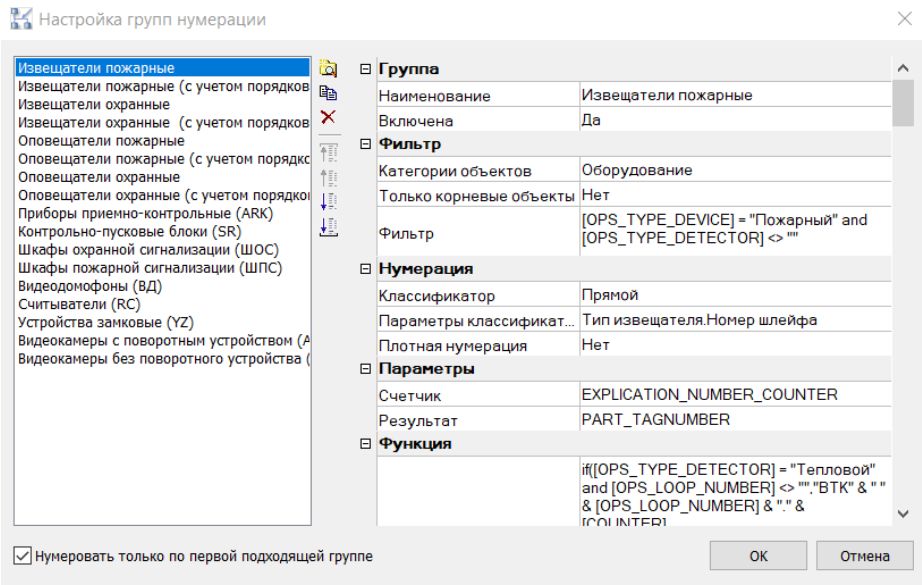 Настройка групп нумерации
Извещатели пожарные
Извещатели пожарные (с учетом порядков
Извещатели охранные
Извещатели охранные (с учетом порядков
Оповещатели пожарные
Оповещатели пожарные (с учетом порядкс
Оповещатели охранные
Оповещатели охранные (с учетом порядко
Приборы приемно-контрольные (ARK)
Контрольно-пусковые блоки (SR)
Шкафы охранной сигнализации (ШОС)
Шкафы пожарной сигнализации (ШПС)
Видеодомофоны (ВД)
Считыватели (RC)
Устройства замковые (YZ)
Видеокамеры с поворотным устройством (А
Видеокамеры без поворотного устройства (
Группа
Наименование Извещатели пожарные
Включена Да
Фильтр
Категории объектов Оборудование
Только корневые объекты Нет
Фильтр [OPS_TYPE_DEVICE] = "Пожарный" and
[OPS_TYPE_DETECTOR] <> ""
Нумерация
Классификатор Прямой
Параметры классификат... Тип извещателя.Номер шлейфа
Плотная нумерация Нет
Параметры
Счетчик EXPLICATION_NUMBER_COUNTER
Результат PART_TAGNUMBER
Функция
if([OPS_TYPE_DETECTOR] = "Тепловой"
and [OPS_LOOP_NUMBER] <> "","BTK" & " "
& [OPS_LOOP_NUMBER] & "." &
[COUNTER]
Нумеровать только по первой подходящей группе
ОК
Отмена